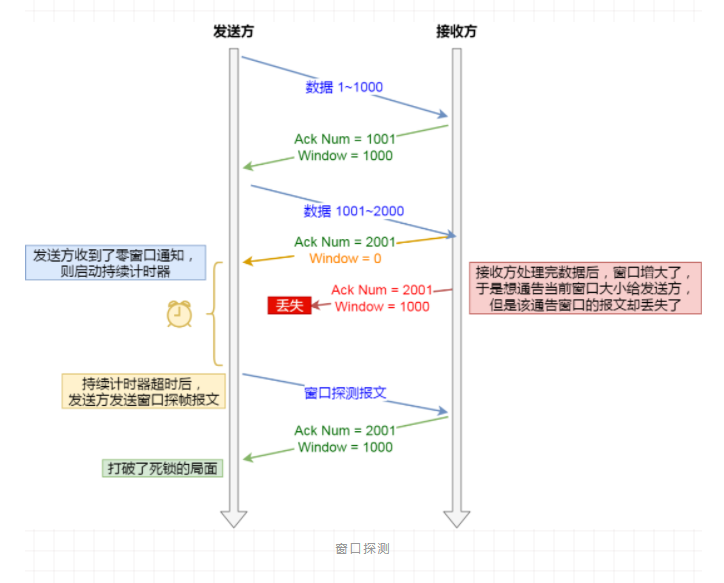 发送方
接收方
数据 1~1000
Ack Num = 1001
Window = 1000
数据 1001~2000
Ack Num = 2001
Window = 0
发送方收到了零窗口通知，
则启动持续计时器
接收方处理完数据后，窗口增大了，
于是想通告当前窗口大小给发送方，
但是该通告窗口的报文却丢失了
Ack Num = 2001
Window = 1000
丢失
持续计时器超时后，
发送方发送窗口探帧报文
窗口探测报文
Ack Num = 2001
Window = 1000
打破了死锁的局面
窗口探测